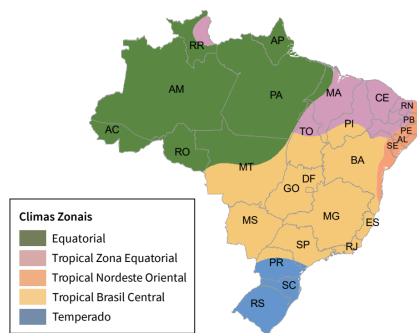 AP
RR
AM
PA
MA
CE
RN
PB
PE
AL
SE
PI
TO
AC
RO
MT
BA
DF
GO
MG
ES
MS
SP
RJ
PR
SC
RS
Climas Zonais
Equatorial
Tropical Zona Equatorial
Tropical Nordeste Oriental
Tropical Brasil Central
Temperado